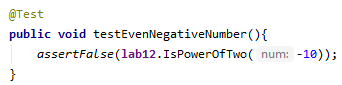 @Test
public void testEvenNegativeNumber(){
    assertFalse(lab12.IsPowerOfTwo( num: -10));
}